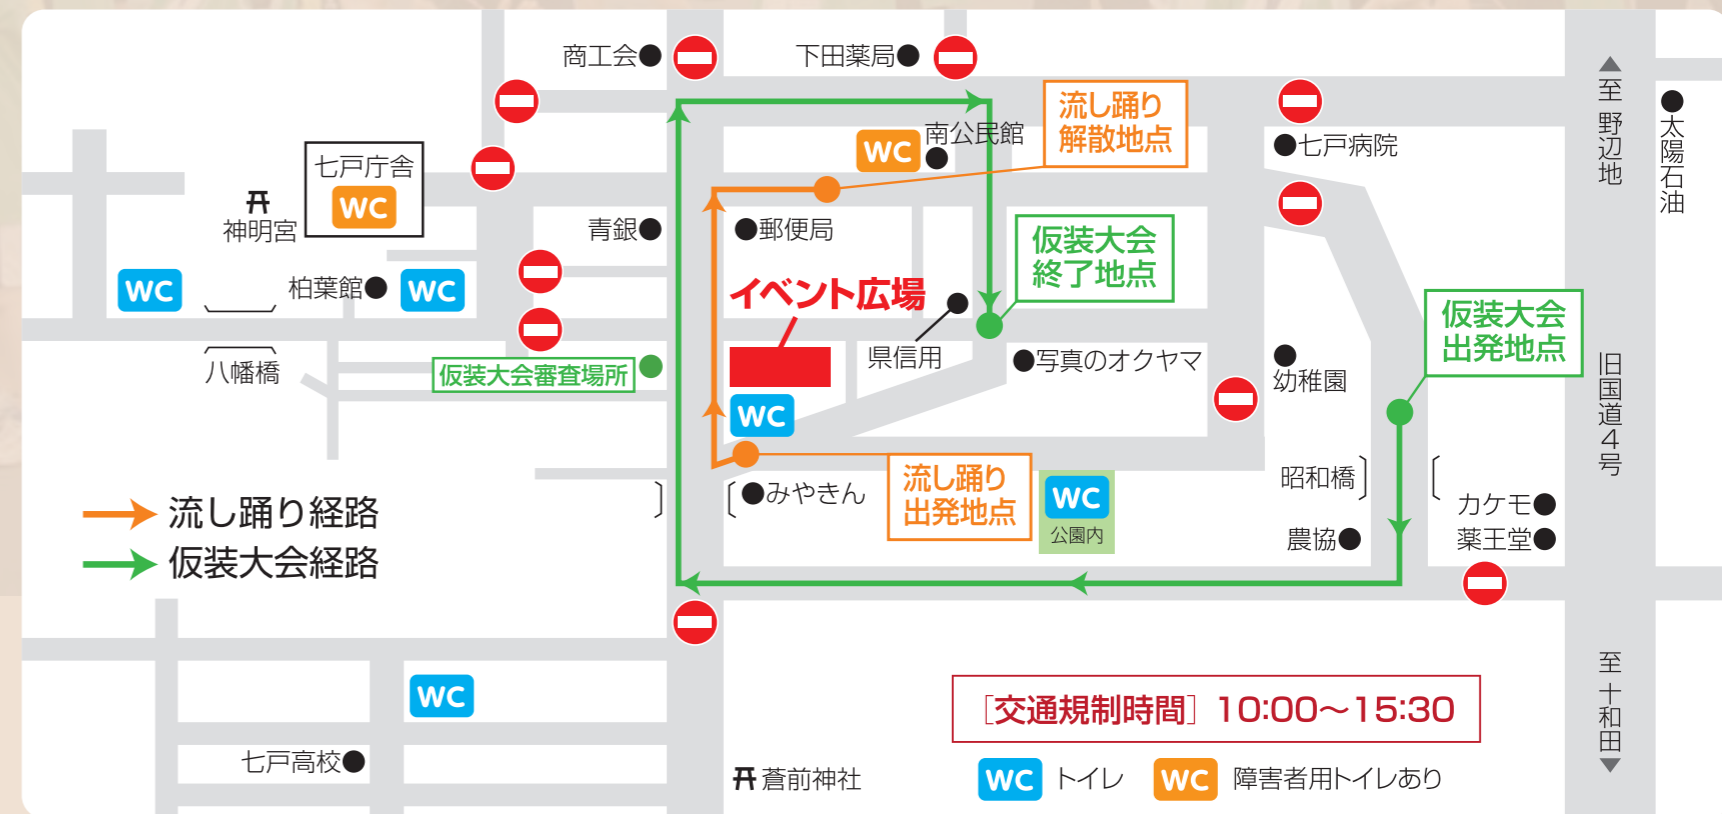 商工会
下田薬局
流し踊り
解散地点
南公民館
WC
七戸病院
至 野辺地
太陽石油
七戸庁舎
WC
神明宮
青銀
郵便局
仮装大会
終了地点
WC
柏葉館
WC
イベント広場
仮装大会
出発地点
八幡橋
仮装大会審査場所
県信用
写真のオクヤマ
幼稚園
旧国道4号
WC
みやきん
流し踊り
出発地点
WC
公園内
昭和橋
カケモ
農協
薬王堂
流し踊り経路
仮装大会経路
WC
七戸高校
蒼前神社
[交通規制時間] 10:00〜15:30
WC トイレ
WC 障害者用トイレあり
至 十和田